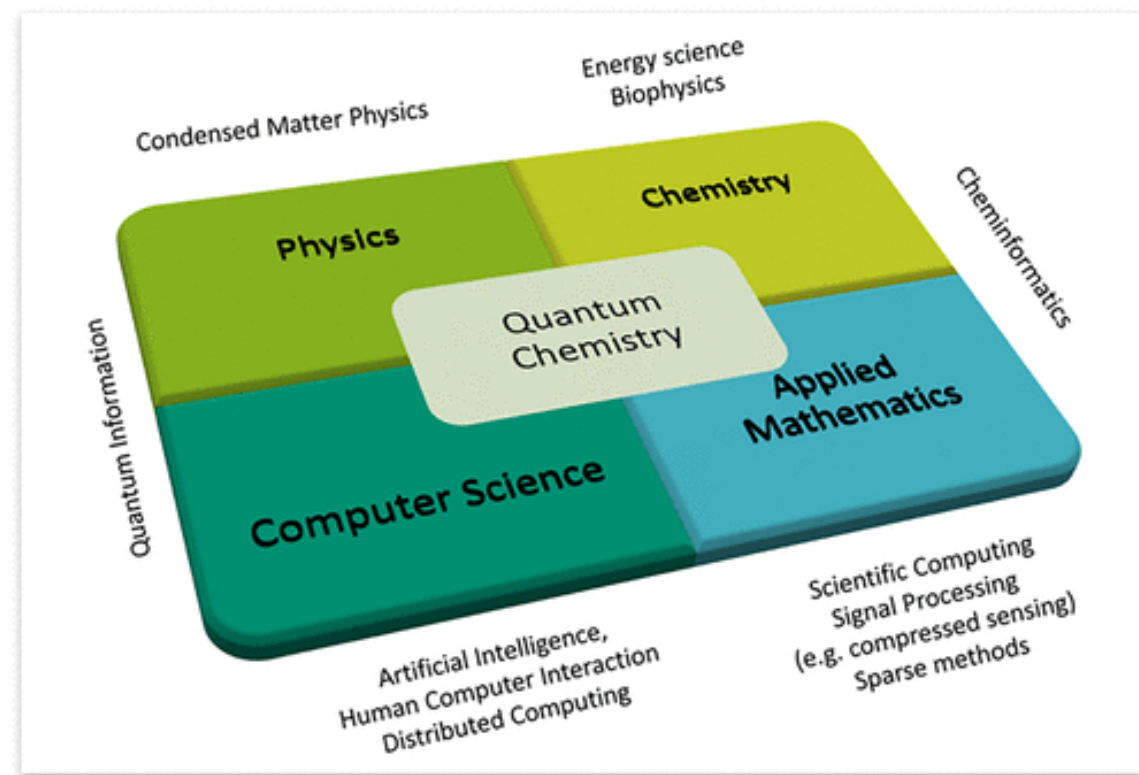 Energy science
Biophysics
Condensed Matter Physics
Chemistry
Cheminformatics
Physics
Quantum
Chemistry
Quantum Information
Applied
Mathematics
Computer Science
Scientific Computing
Signal Processing
(e.g. compressed sensing)
Sparse methods
Artificial Intelligence,
Human Computer Interaction
Distributed Computing